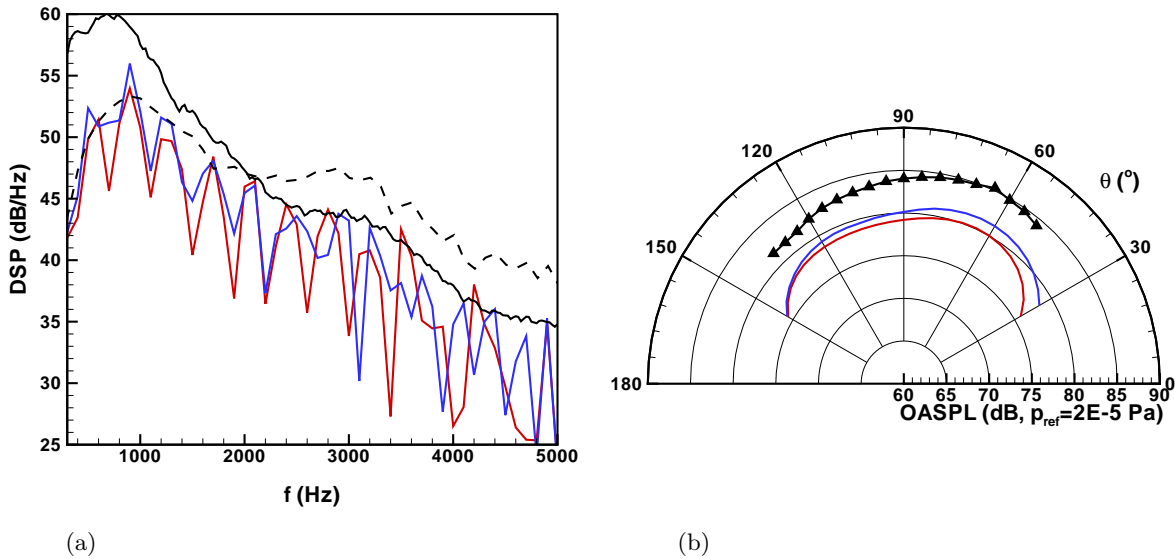 60
55
50
45
40
35
30
25
DSP (dB/Hz)
1000 2000 3000 4000 5000
f (Hz)
(a)
90
120 60
θ (°)
150 30
180 60 65 70 75 80 85 90 0
OASPL (dB, p_ref=2E-5 Pa)
(b)